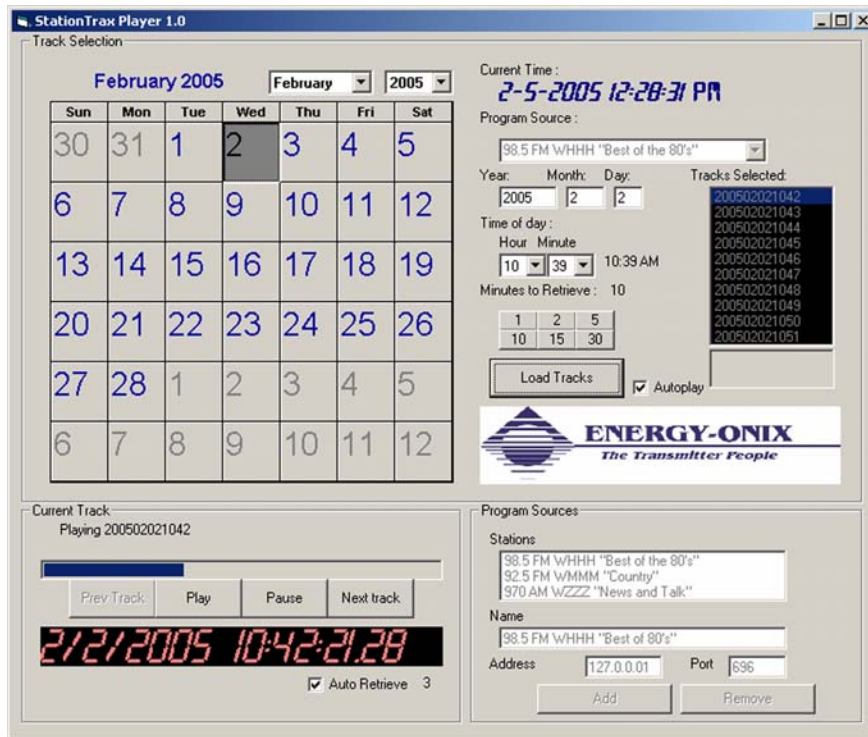 StationTrax Player 1.0
Track Selection
February 2005
February
2005
Sun Mon Tue Wed Thu Fri Sat
30 31 1 2 3 4 5
6 7 8 9 10 11 12
13 14 15 16 17 18 19
20 21 22 23 24 25 26
27 28 1 2 3 4 5
6 7 8 9 10 11 12
Current Time :
2-5-2005 12:28:31 PM
Program Source :
98.5 FM WHHH "Best of the 80's"
Year: Month: Day:
2005 2 2
Time of day :
Hour Minute
10 39 10:39 AM
Minutes to Retrieve : 10
1 2 5
10 15 30
Load Tracks
Autoplay
Tracks Selected:
200502021042
200502021043
200502021044
200502021045
200502021046
200502021047
200502021048
200502021049
200502021050
200502021051
ENERGY-ONIX
The Transmitter People
Current Track
Playing 200502021042
Prev Track Play Pause Next track
2/2/2005 10:42:21.28
Auto Retrieve 3
Program Sources
Stations
98.5 FM WHHH "Best of the 80's"
92.5 FM WMMM "Country"
970 AM WZZZ "News and Talk"
Name
98.5 FM WHHH "Best of 80's"
Address 127.0.0.01 Port 696
Add Remove